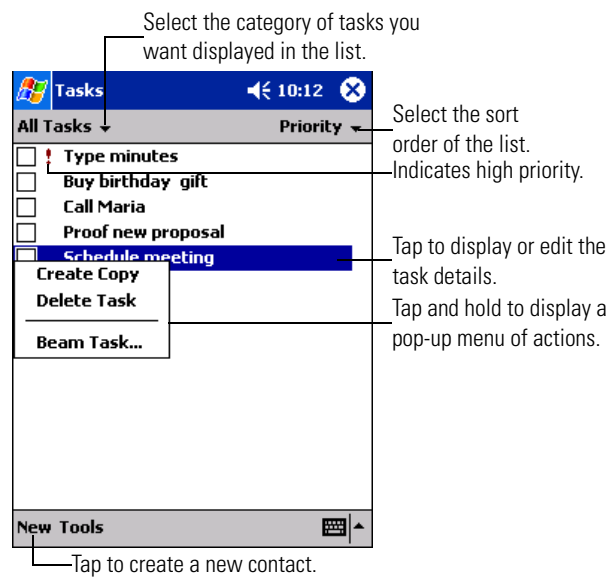 Select the category of tasks you
want displayed in the list.
Tasks 10:12
All Tasks Priority
Select the sort
order of the list.
! Type minutes
Indicates high priority.
Buy birthday gift
Call Maria
Proof new proposal
Schedule meeting
Tap to display or edit the
task details.
Create Copy
Delete Task
Beam Task...
Tap and hold to display a
pop-up menu of actions.
New Tools
Tap to create a new contact.